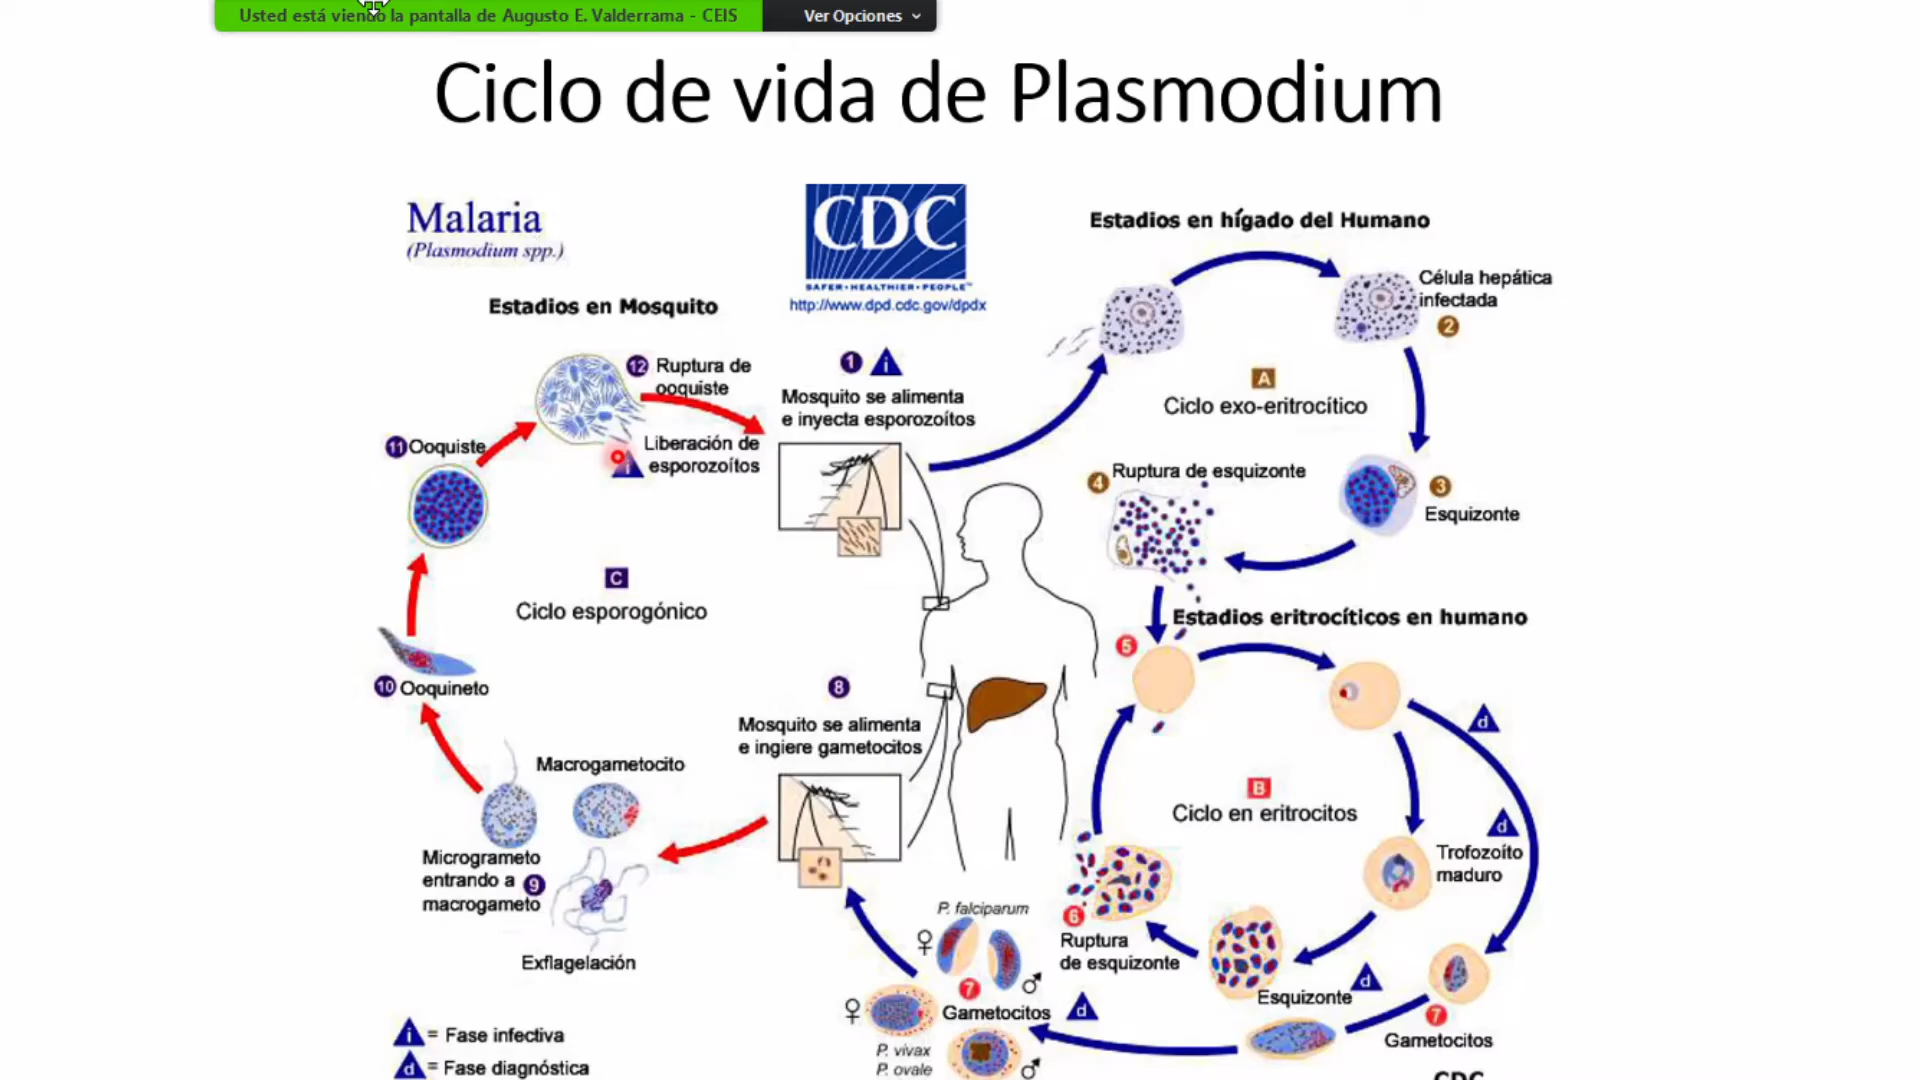 Usted está viendo la pantalla de Augusto E. Valderrama - CEIS
Ver Opciones
Ciclo de vida de Plasmodium
Malaria
(Plasmodium spp.)
CDC
SAFER•HEALTHIER•PEOPLE™
http://www.dpd.cdc.gov/dpdx
Estadios en hígado del Humano
Célula hepática
infectada
2
Estadios en Mosquito
12 Ruptura de
ooquiste
1 i
Mosquito se alimenta
e inyecta esporozoítos
A
Ciclo exo-eritrocítico
11 Ooquiste
Liberación de
i esporozoítos
4 Ruptura de esquizonte
3
Esquizonte
C
Ciclo esporogónico
Estadios eritrocíticos en humano
5
10 Ooquineto
8
Mosquito se alimenta
e ingiere gametocitos
d
Macrogametocito
B
Ciclo en eritrocitos
d
Trofozoíto
maduro
Microgrameto
entrando a 9
macrogameto
Exflagelación
P. falciparum
♀
♂
7
Gametocitos
d
♀
♂
P. vivax
P. ovale
6
Ruptura
de esquizonte
Esquizonte
d
7
Gametocitos
i = Fase infectiva
d = Fase diagnóstica
CDC